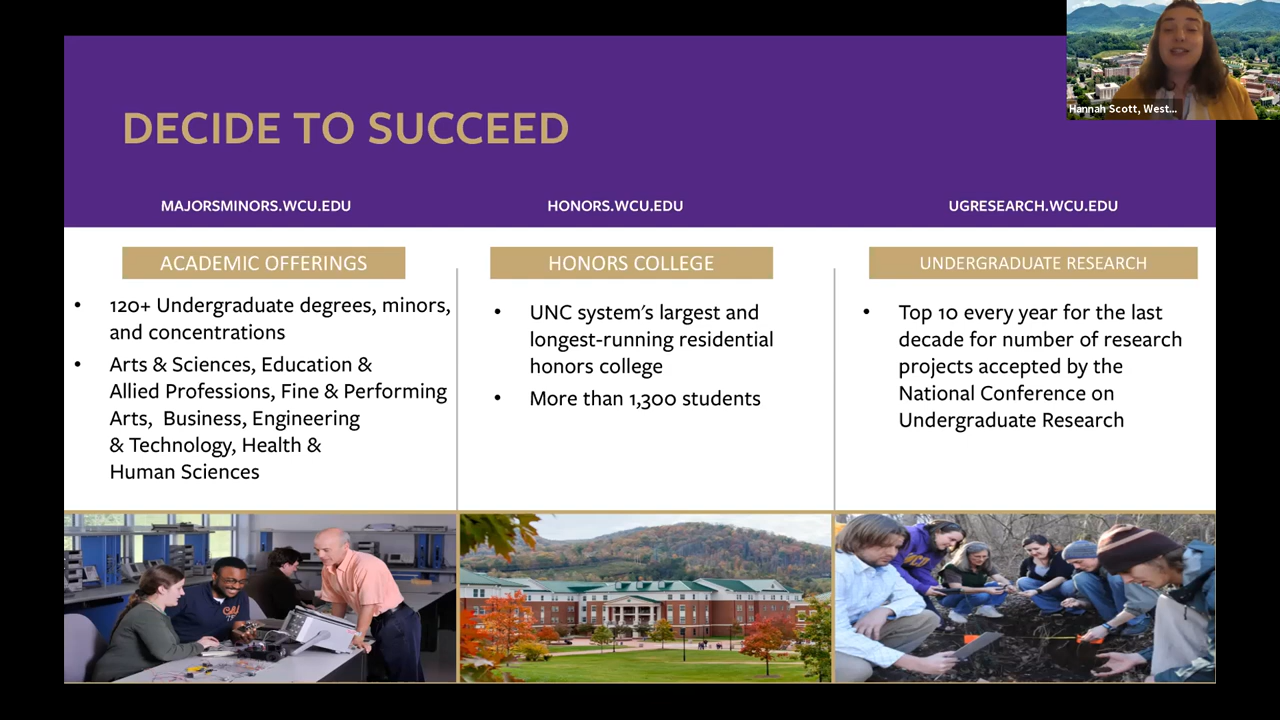 Hannah Scott, West...
DECIDE TO SUCCEED
MAJORSMINORS.WCU.EDU
HONORS.WCU.EDU
UGRESEARCH.WCU.EDU
ACADEMIC OFFERINGS
• 120+ Undergraduate degrees, minors,
and concentrations
• Arts & Sciences, Education &
Allied Professions, Fine & Performing
Arts,  Business, Engineering
& Technology, Health &
Human Sciences
HONORS COLLEGE
• UNC system's largest and
longest-running residential
honors college
• More than 1,300 students
UNDERGRADUATE RESEARCH
• Top 10 every year for the last
decade for number of research
projects accepted by the
National Conference on
Undergraduate Research